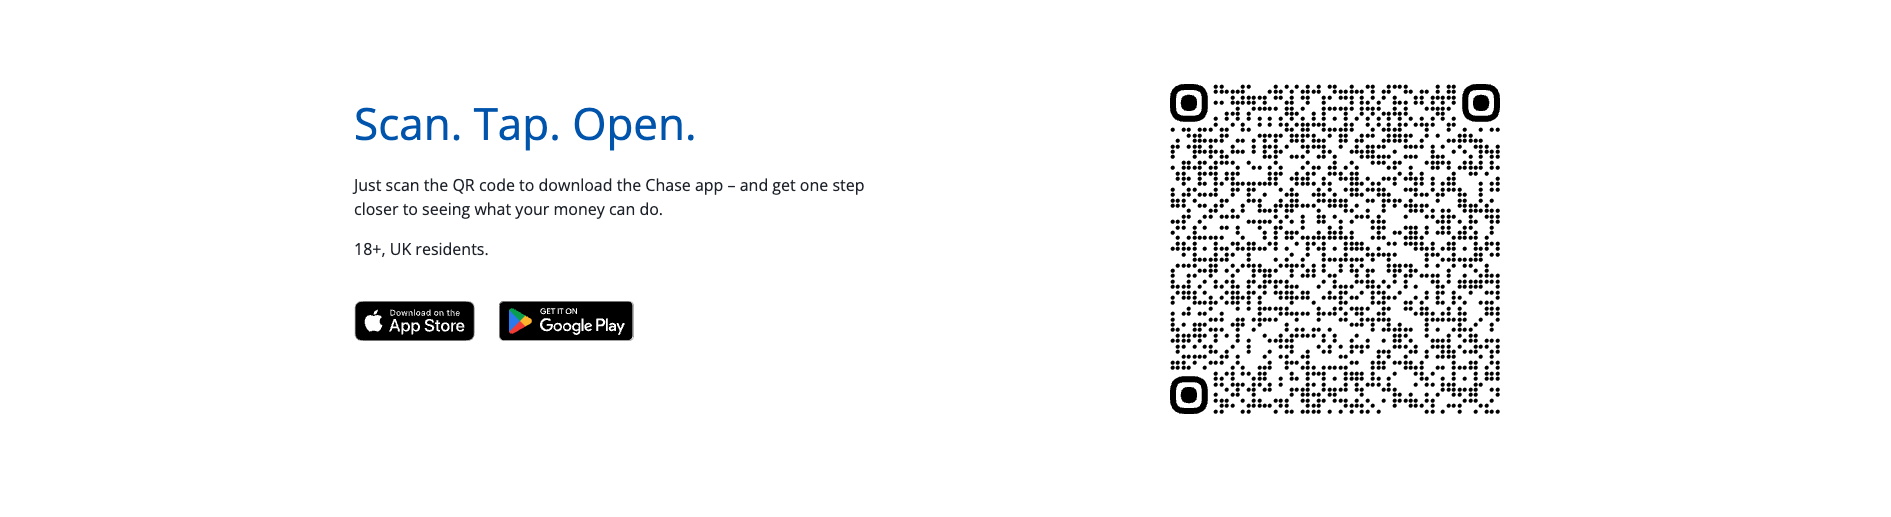 Scan. Tap. Open.
Just scan the QR code to download the Chase app – and get one step
closer to seeing what your money can do.
18+, UK residents.
Download on the
App Store
GET IT ON
Google Play